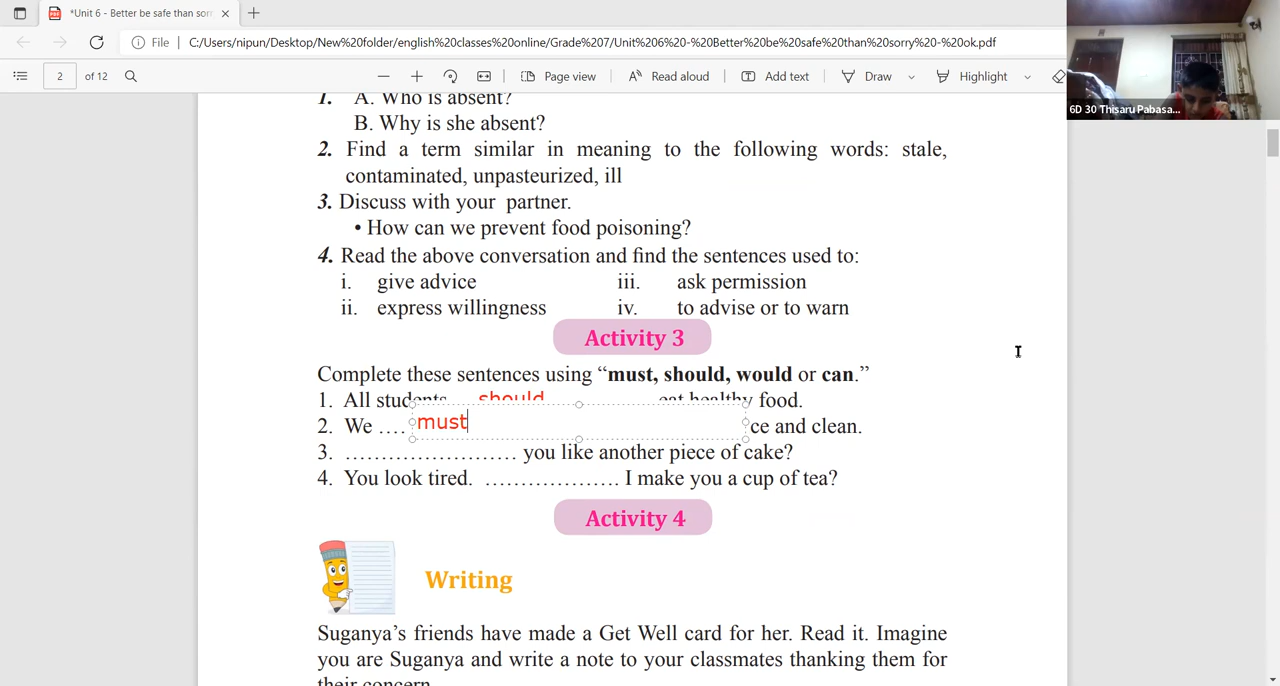 *Unit 6 - Better be safe than sorr
File C:/Users/nipun/Desktop/New%20folder/english%20classes%20online/Grade%207/Unit%206%20-%20Better%20be%20safe%20than%20sorry%20-%20ok.pdf
2 of 12 Page view Read aloud Add text Draw Highlight
6D 30 Thisaru Pabasa...
1. A. Who is absent?
B. Why is she absent?
2. Find a term similar in meaning to the following words: stale,
contaminated, unpasteurized, ill
3. Discuss with your partner.
• How can we prevent food poisoning?
4. Read the above conversation and find the sentences used to:
i. give advice iii. ask permission
ii. express willingness iv. to advise or to warn
Activity 3
Complete these sentences using “must, should, would or can.”
1. All students should eat healthy food.
2. We .... must ce and clean.
3. ........................ you like another piece of cake?
4. You look tired. ................... I make you a cup of tea?
Activity 4
Writing
Suganya’s friends have made a Get Well card for her. Read it. Imagine
you are Suganya and write a note to your classmates thanking them for
their concern.